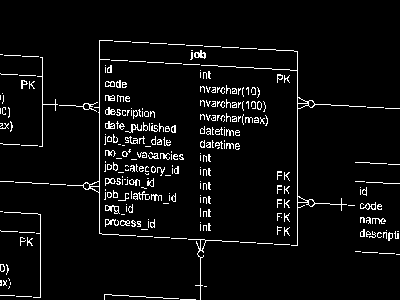 job
id int PK
code nvarchar(10)
name nvarchar(100)
description nvarchar(max)
date_published datetime
job_start_date datetime
no_of_vacancies int
job_category_id int FK
position_id int FK
job_platform_id int FK
org_id int FK
process_id int FK
PK
0)
00)
ax)
PK
0)
00)
ax)
id
code
name
descripti